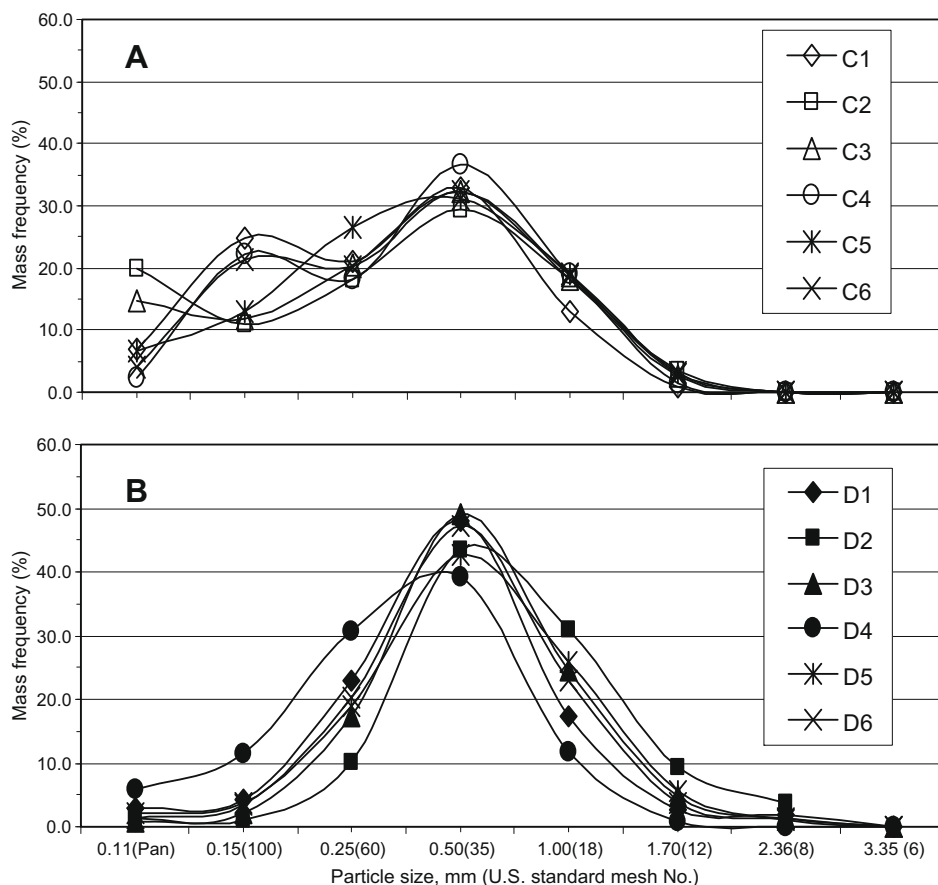 60.0
50.0
40.0
30.0
20.0
10.0
0.0
Mass frequency (%)
A
C1
C2
C3
C4
C5
C6
60.0
50.0
40.0
30.0
20.0
10.0
0.0
Mass frequency (%)
B
D1
D2
D3
D4
D5
D6
0.11(Pan) 0.15(100) 0.25(60) 0.50(35) 1.00(18) 1.70(12) 2.36(8) 3.35 (6)
Particle size, mm (U.S. standard mesh No.)